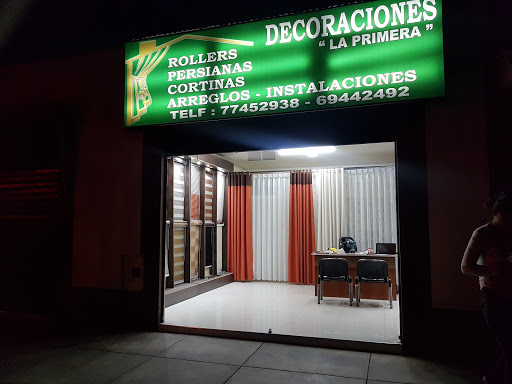 DECORACIONES
“ LA PRIMERA ”
ROLLERS
PERSIANAS
CORTINAS
ARREGLOS - INSTALACIONES
TELF : 77452938 - 69442492